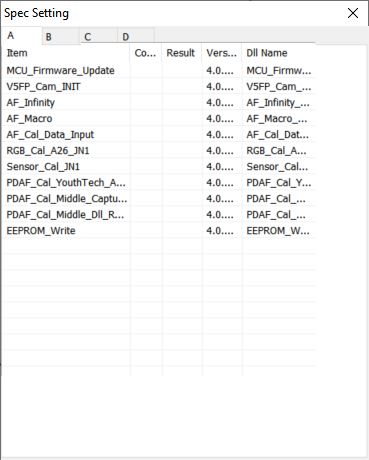 Spec Setting
A B C D
Item Co... Result Vers... Dll Name
MCU_Firmware_Update 4.0.... MCU_Firmw...
V5FP_Cam_INIT 4.0.... V5FP_Cam_...
AF_Infinity 4.0.... AF_Infinity_...
AF_Macro 4.0.... AF_Macro_...
AF_Cal_Data_Input 4.0.... AF_Cal_Dat...
RGB_Cal_A26_JN1 4.0.... RGB_Cal_A...
Sensor_Cal_JN1 4.0.... Sensor_Cal...
PDAF_Cal_YouthTech_A... 4.0.... PDAF_Cal_Y...
PDAF_Cal_Middle_Captu... 4.0.... PDAF_Cal_...
PDAF_Cal_Middle_Dll_R... 4.0.... PDAF_Cal_...
EEPROM_Write 4.0.... EEPROM_W...